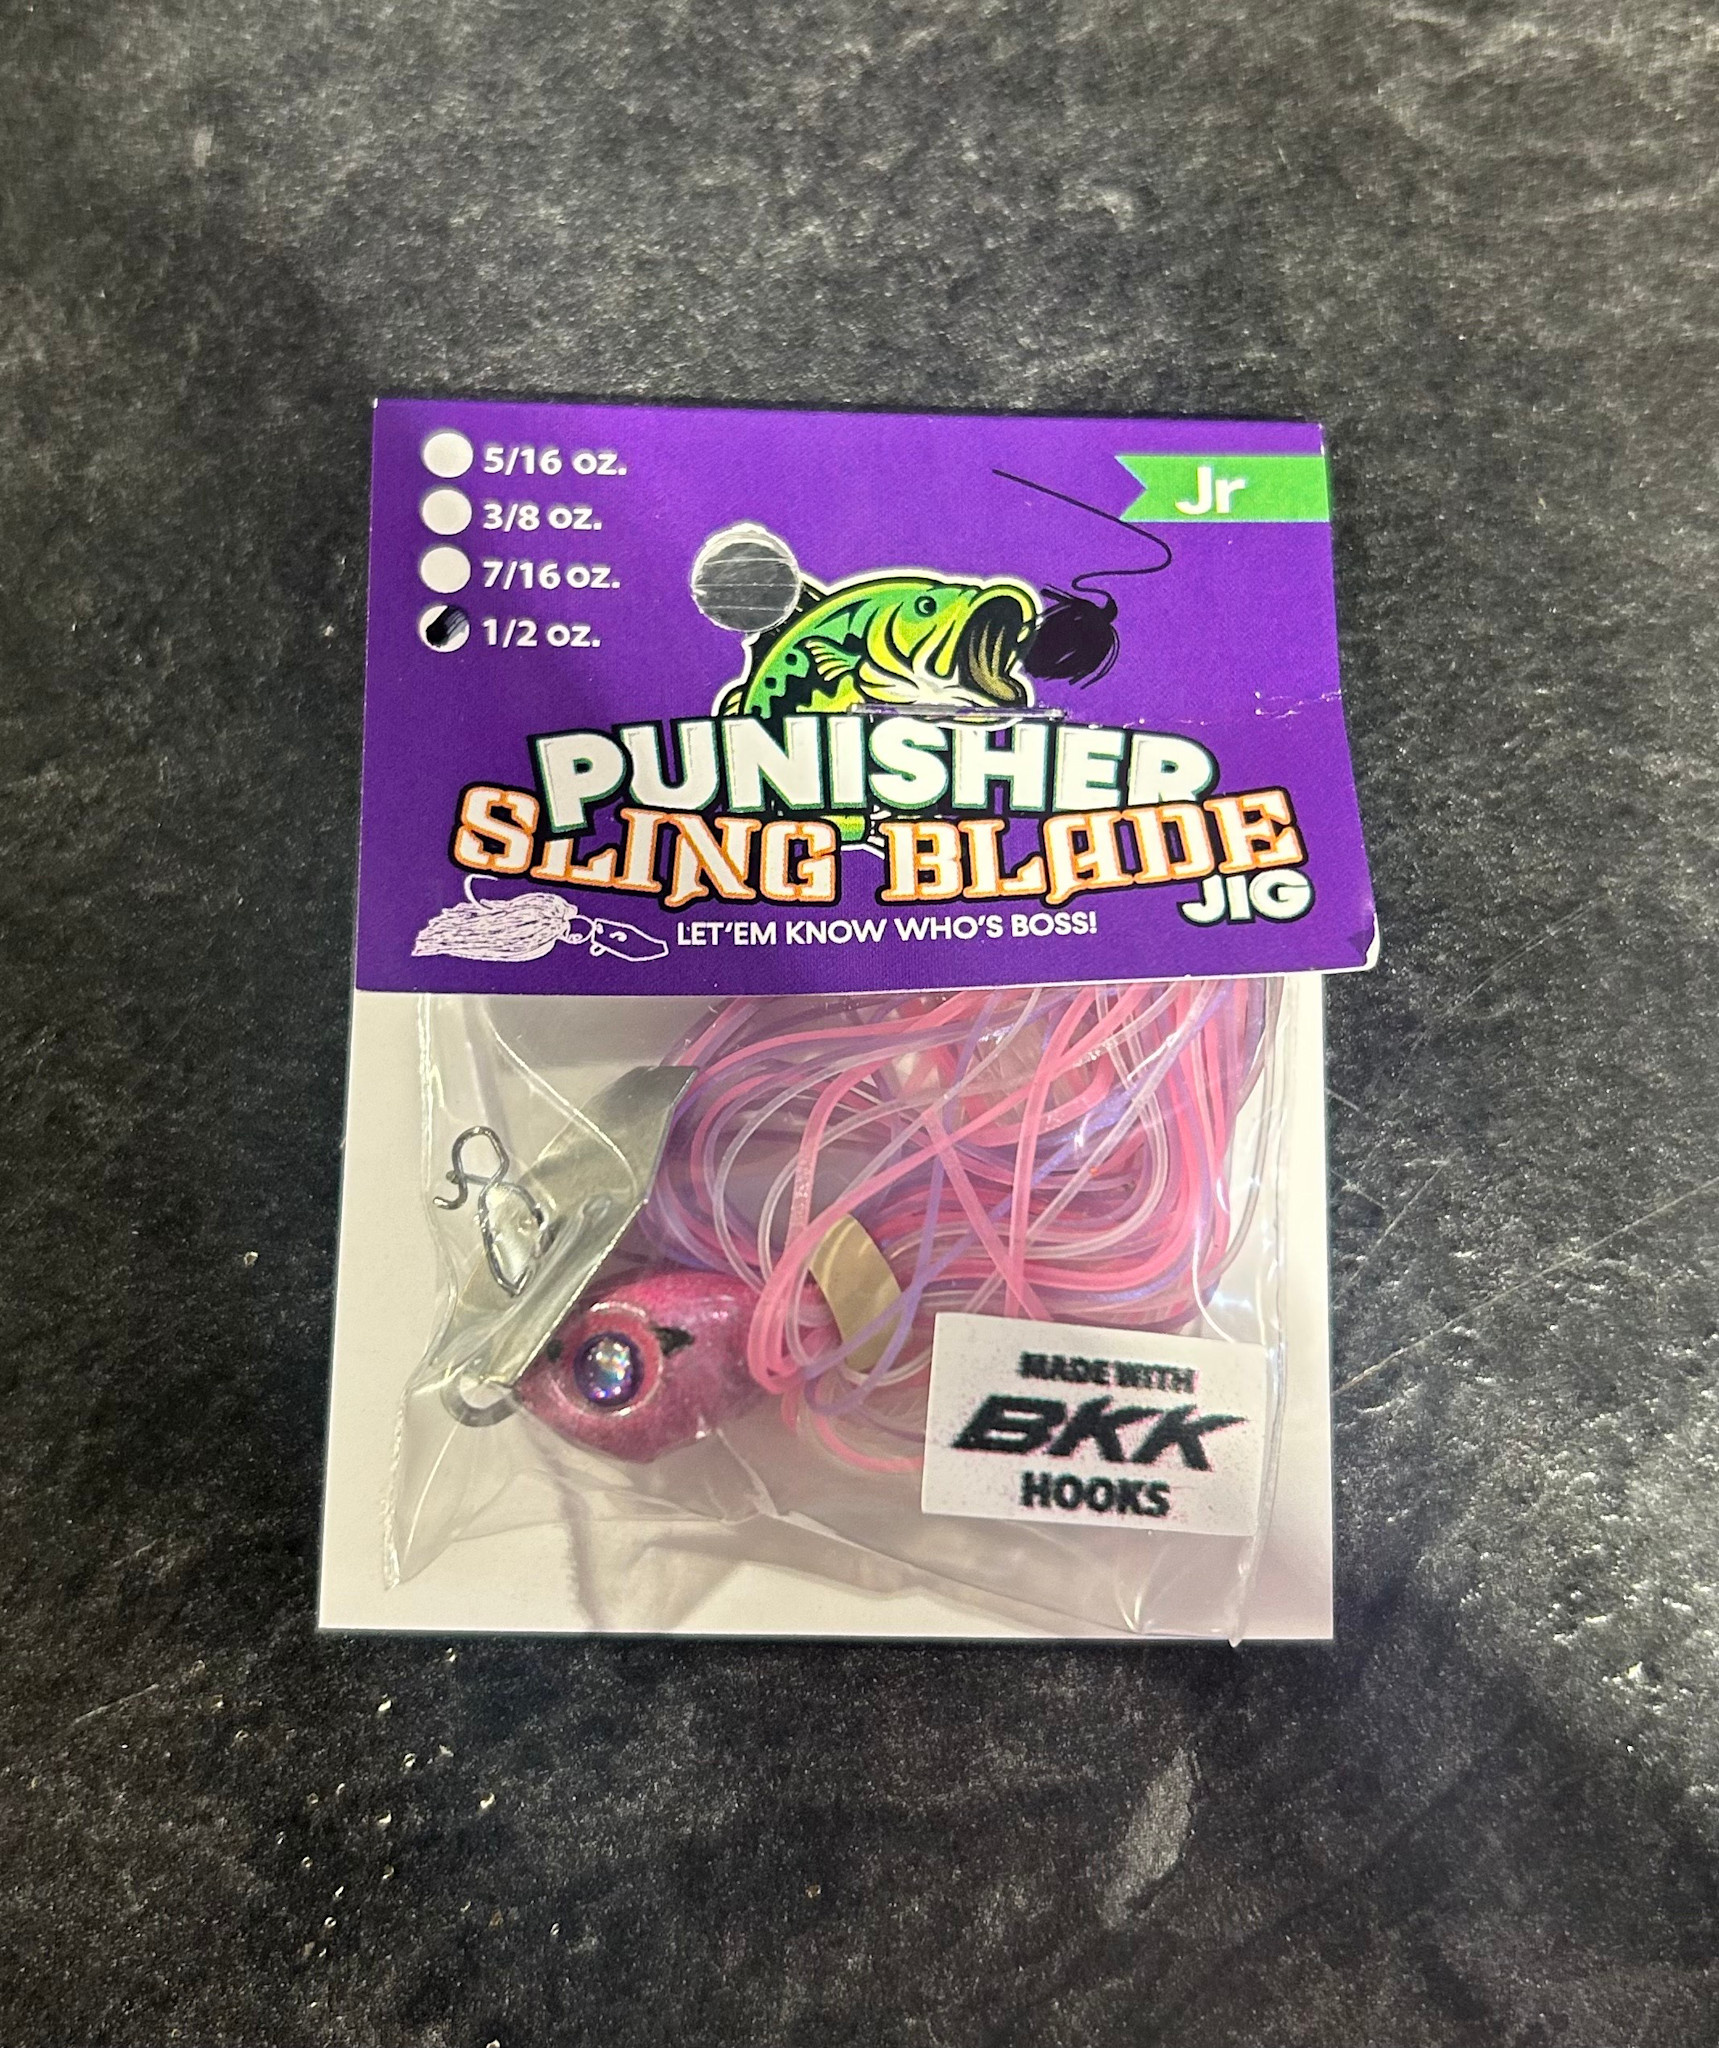 5/16 oz.
3/8 oz.
7/16 oz.
1/2 oz.
Jr
PUNISHER
SLING BLADE
JIG
LET'EM KNOW WHO'S BOSS!
MADE WITH
BKK
HOOKS